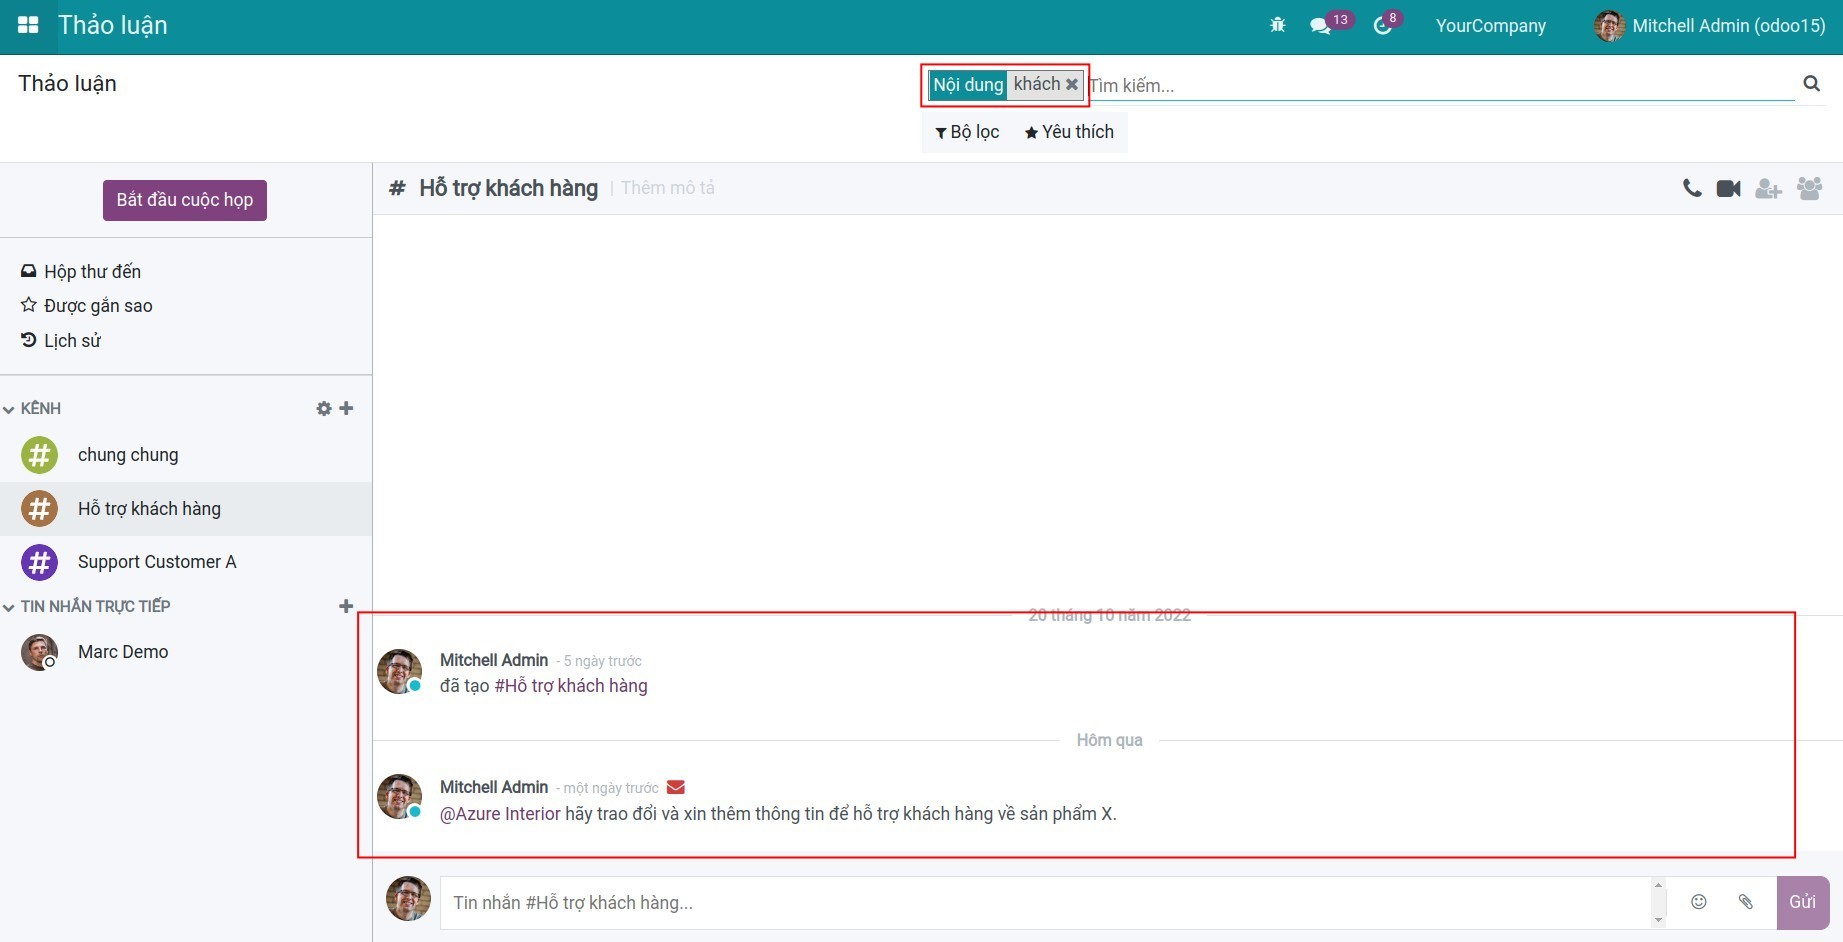 Thảo luận
13
8
YourCompany
Mitchell Admin (odoo15)
Thảo luận
Nội dung khách Tìm kiếm...
Bộ lọc
Yêu thích
Bắt đầu cuộc họp
Hộp thư đến
Được gắn sao
Lịch sử
KÊNH
chung chung
Hỗ trợ khách hàng
Support Customer A
TIN NHẮN TRỰC TIẾP
Marc Demo
# Hỗ trợ khách hàng | Thêm mô tả
20 tháng 10 năm 2022
Mitchell Admin - 5 ngày trước
đã tạo #Hỗ trợ khách hàng
Hôm qua
Mitchell Admin - một ngày trước
@Azure Interior hãy trao đổi và xin thêm thông tin để hỗ trợ khách hàng về sản phẩm X.
Tin nhắn #Hỗ trợ khách hàng...
Gửi